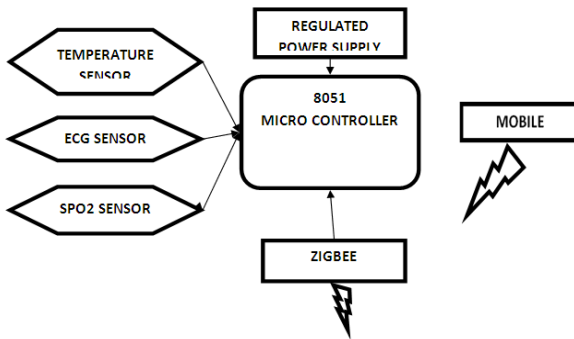 REGULATED
POWER SUPPLY
TEMPERATURE
SENSOR
8051
MICRO CONTROLLER
MOBILE
ECG SENSOR
SPO2 SENSOR
ZIGBEE